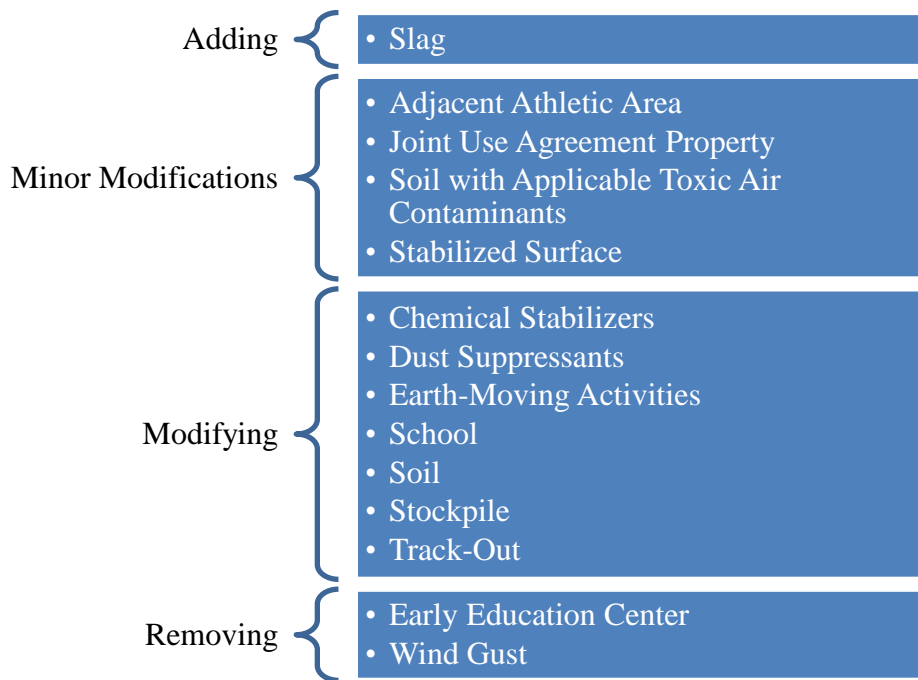 Adding
• Slag
Minor Modifications
• Adjacent Athletic Area
• Joint Use Agreement Property
• Soil with Applicable Toxic Air
Contaminants
• Stabilized Surface
Modifying
• Chemical Stabilizers
• Dust Suppressants
• Earth-Moving Activities
• School
• Soil
• Stockpile
• Track-Out
Removing
• Early Education Center
• Wind Gust